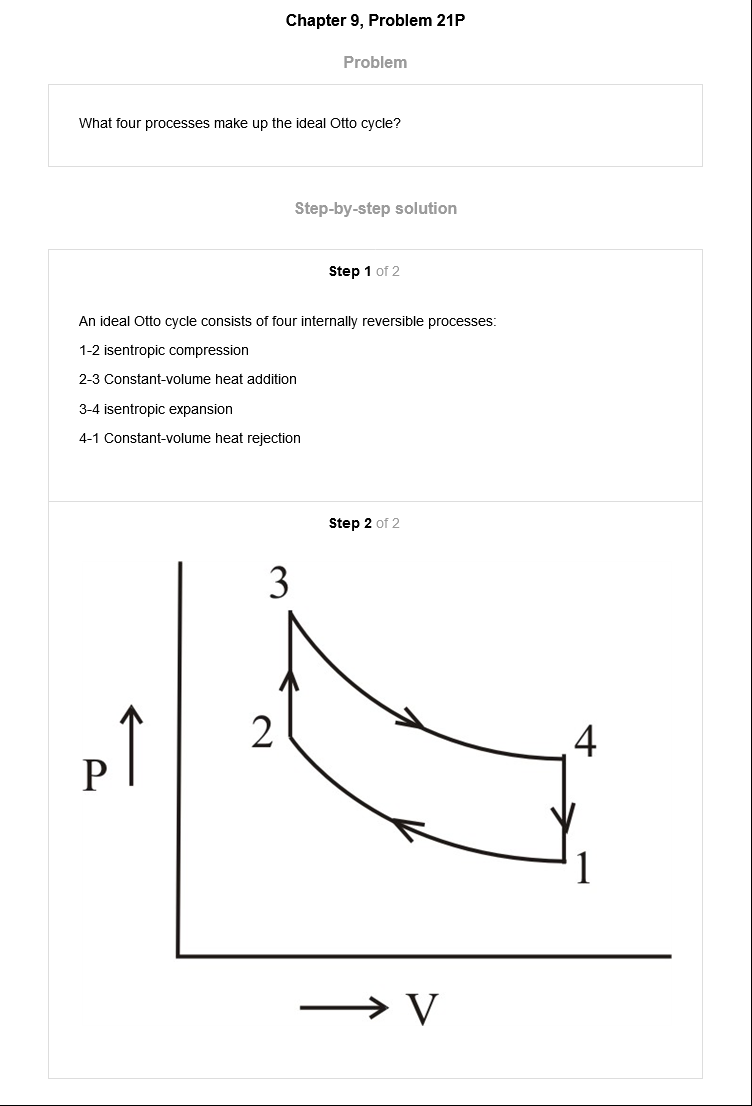 Chapter 9, Problem 21P
Problem
What four processes make up the ideal Otto cycle?
Step-by-step solution
Step 1 of 2
An ideal Otto cycle consists of four internally reversible processes:
1-2 isentropic compression
2-3 Constant-volume heat addition
3-4 isentropic expansion
4-1 Constant-volume heat rejection
Step 2 of 2
3
2
4
P
1
V